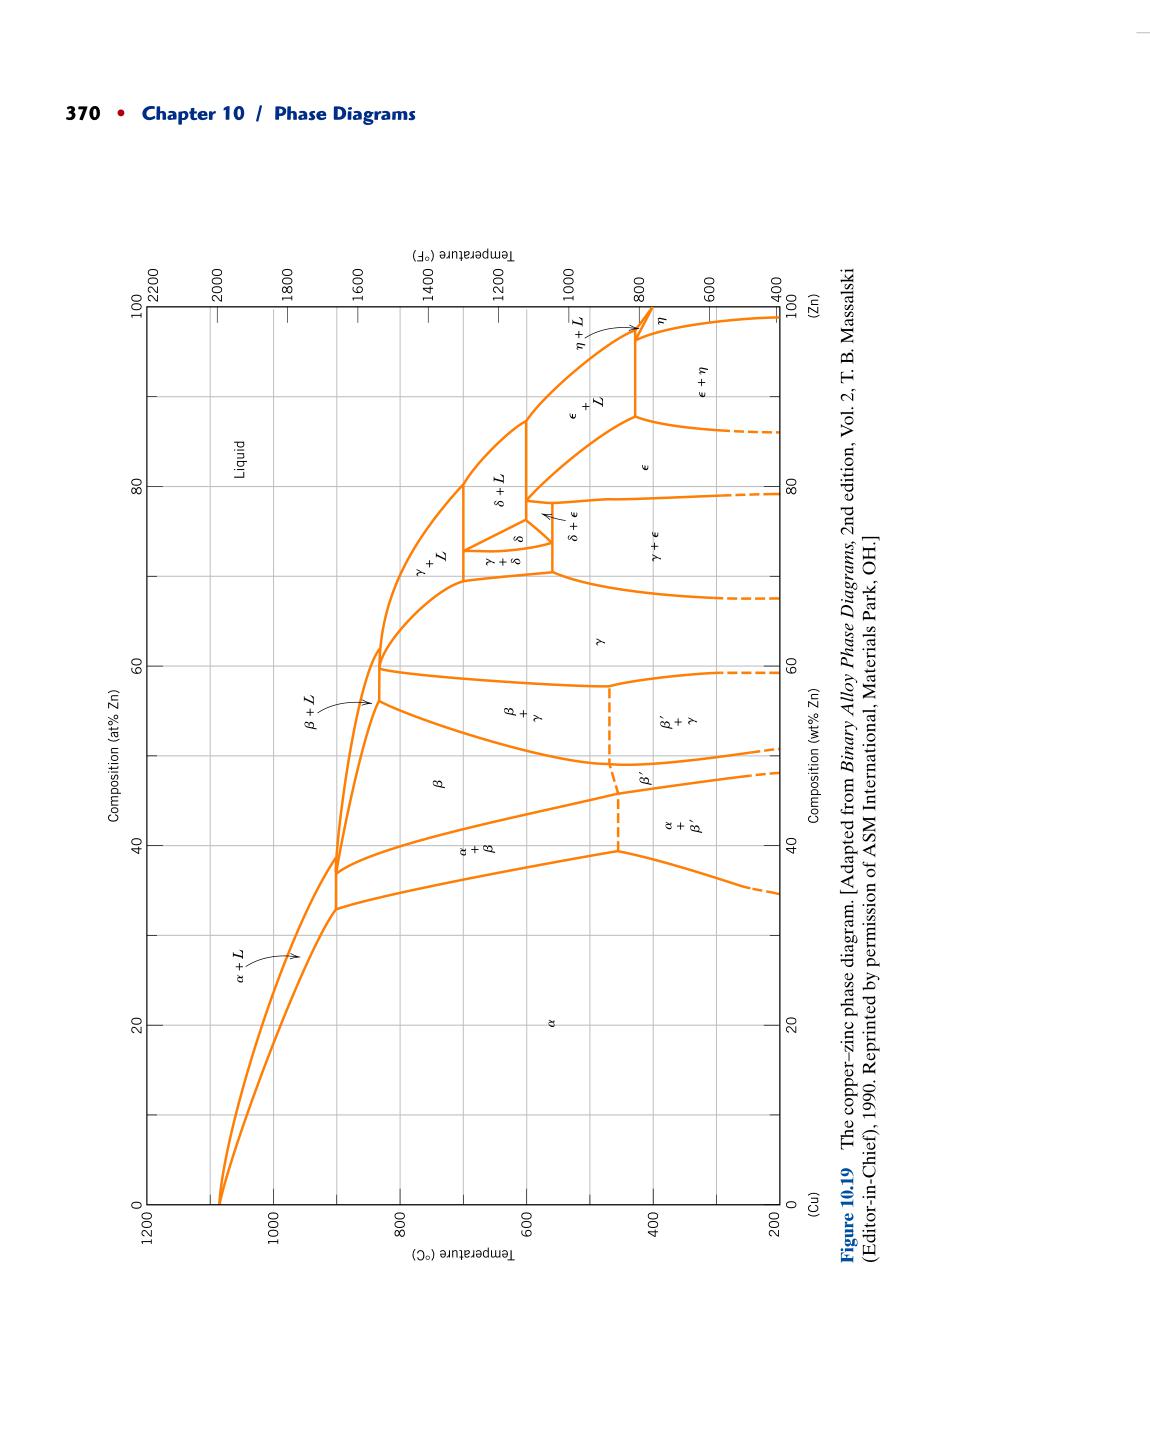 370 • Chapter 10 / Phase Diagrams
Composition (at% Zn)
0
20
40
60
80
100
Temperature (°C)
1200
1000
800
600
400
200
Temperature (°F)
2200
2000
1800
1600
1400
1200
1000
800
600
400
Liquid
α + L
β + L
γ
+
L
δ + L
γ
+
δ
δ
δ + ϵ
ϵ
+
L
η + L
η
α
α
+
β
β
β
+
γ
γ
γ + ϵ
ϵ
ϵ + η
α
+
β′
β′
β′
+
γ
0
20
40
60
80
100
(Cu)
Composition (wt% Zn)
(Zn)
Figure 10.19 The copper–zinc phase diagram. [Adapted from Binary Alloy Phase Diagrams, 2nd edition, Vol. 2, T. B. Massalski
(Editor-in-Chief), 1990. Reprinted by permission of ASM International, Materials Park, OH.]